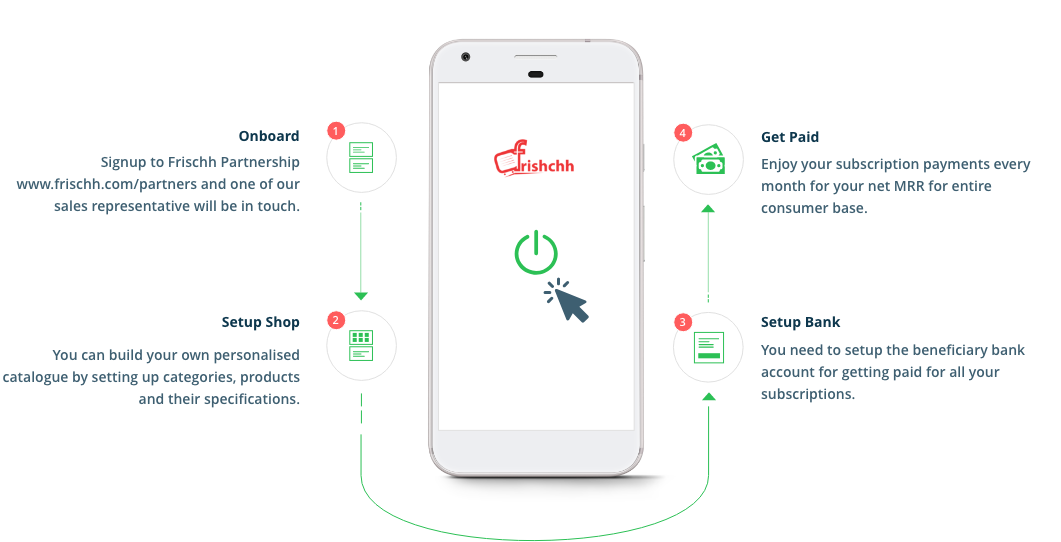 1
Onboard
Signup to Frischh Partnership
www.frischh.com/partners and one of our
sales representative will be in touch.
2
Setup Shop
You can build your own personalised
catalogue by setting up categories, products
and their specifications.
frishchh
3
Setup Bank
You need to setup the beneficiary bank
account for getting paid for all your
subscriptions.
4
Get Paid
Enjoy your subscription payments every
month for your net MRR for entire
consumer base.